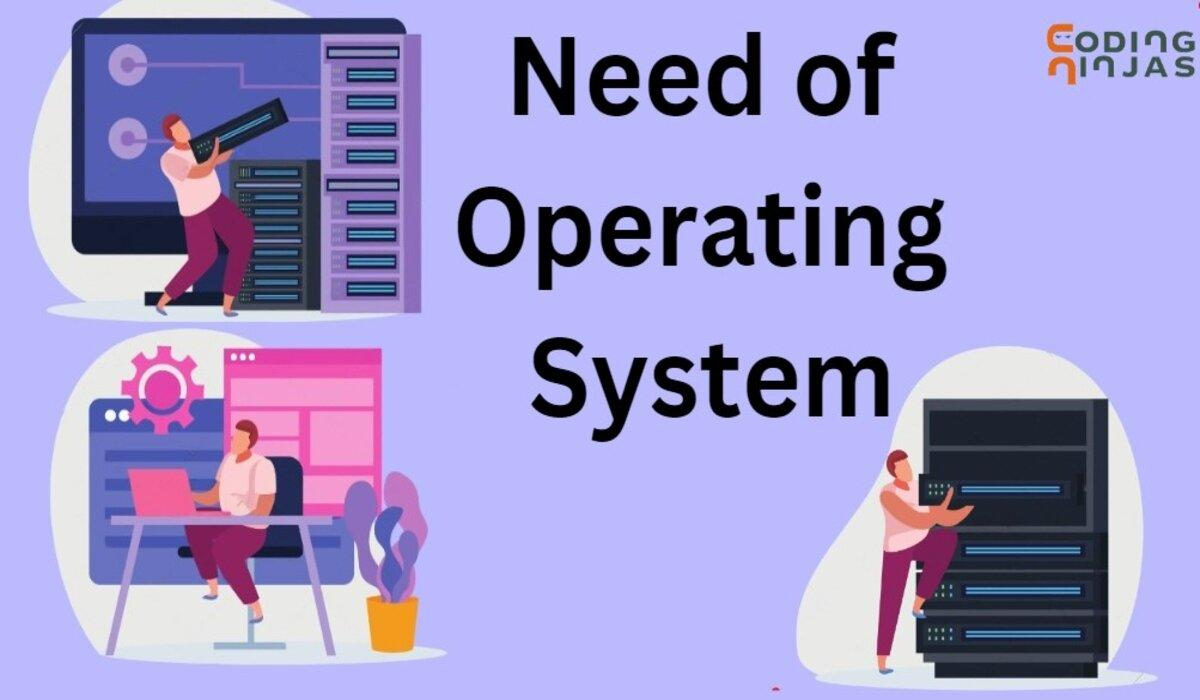 Need of
Operating
System
CODING
NINJAS